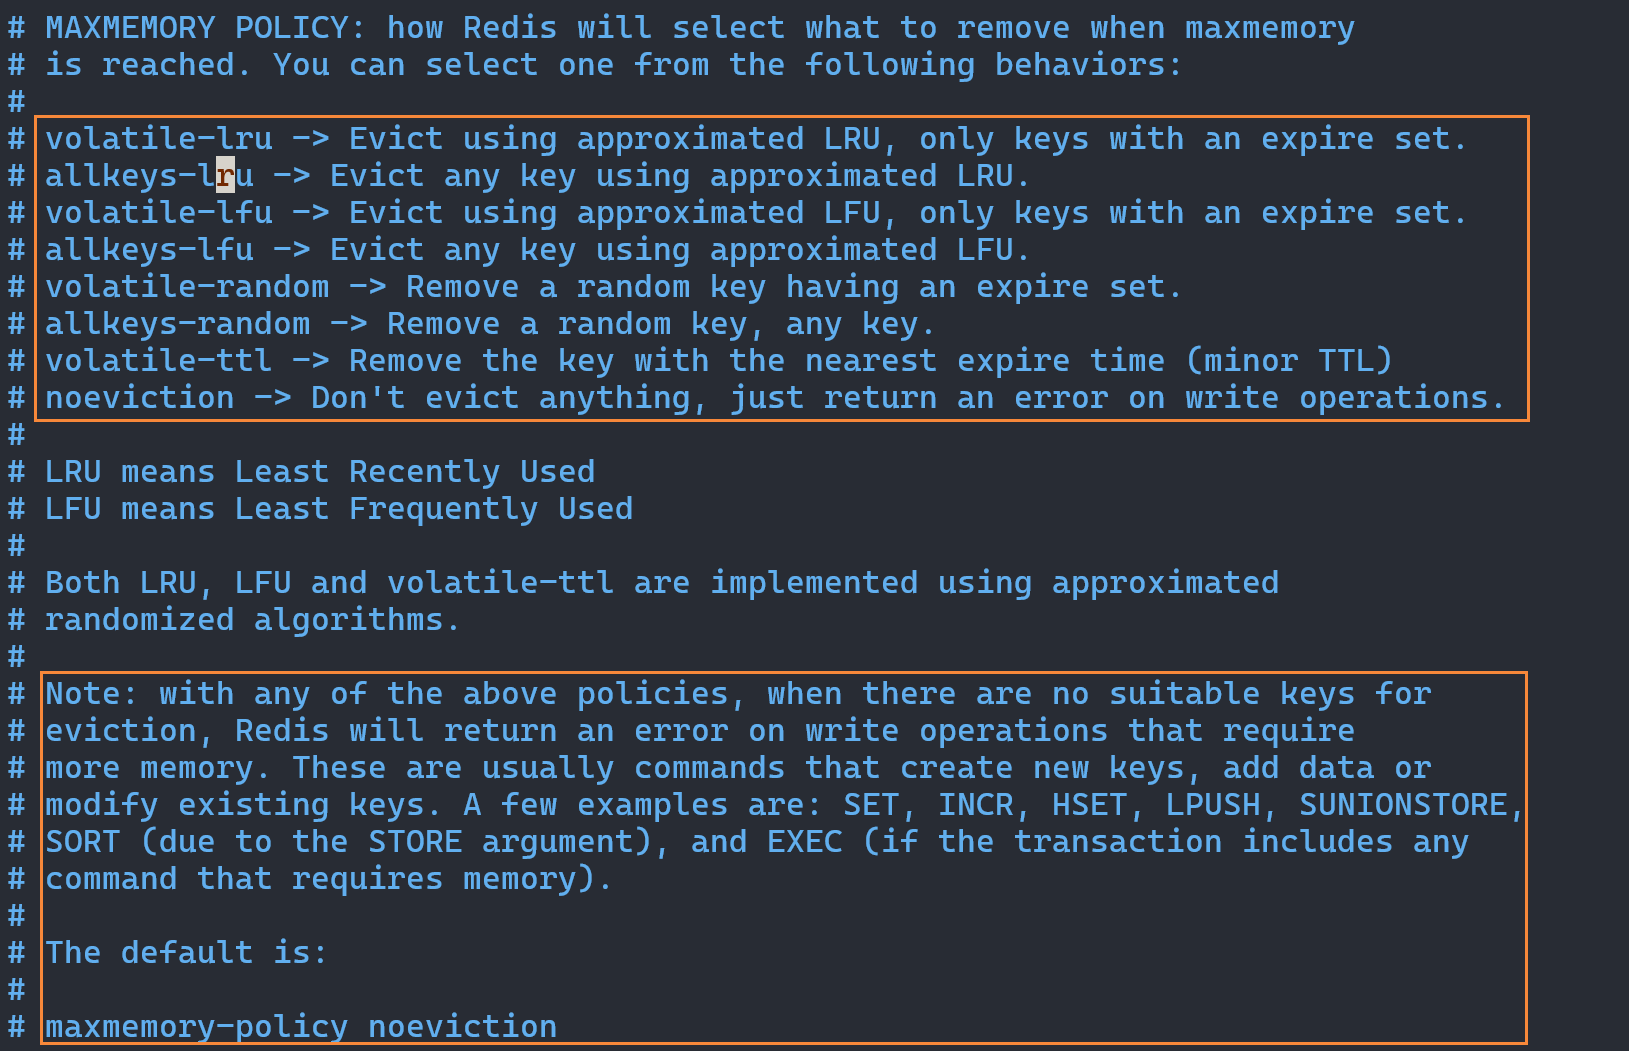 # MAXMEMORY POLICY: how Redis will select what to remove when maxmemory
# is reached. You can select one from the following behaviors:
#
# volatile-lru -> Evict using approximated LRU, only keys with an expire set.
# allkeys-lru -> Evict any key using approximated LRU.
# volatile-lfu -> Evict using approximated LFU, only keys with an expire set.
# allkeys-lfu -> Evict any key using approximated LFU.
# volatile-random -> Remove a random key having an expire set.
# allkeys-random -> Remove a random key, any key.
# volatile-ttl -> Remove the key with the nearest expire time (minor TTL)
# noeviction -> Don't evict anything, just return an error on write operations.
#
# LRU means Least Recently Used
# LFU means Least Frequently Used
#
# Both LRU, LFU and volatile-ttl are implemented using approximated
# randomized algorithms.
#
# Note: with any of the above policies, when there are no suitable keys for
# eviction, Redis will return an error on write operations that require
# more memory. These are usually commands that create new keys, add data or
# modify existing keys. A few examples are: SET, INCR, HSET, LPUSH, SUNIONSTORE,
# SORT (due to the STORE argument), and EXEC (if the transaction includes any
# command that requires memory).
#
# The default is:
#
# maxmemory-policy noeviction